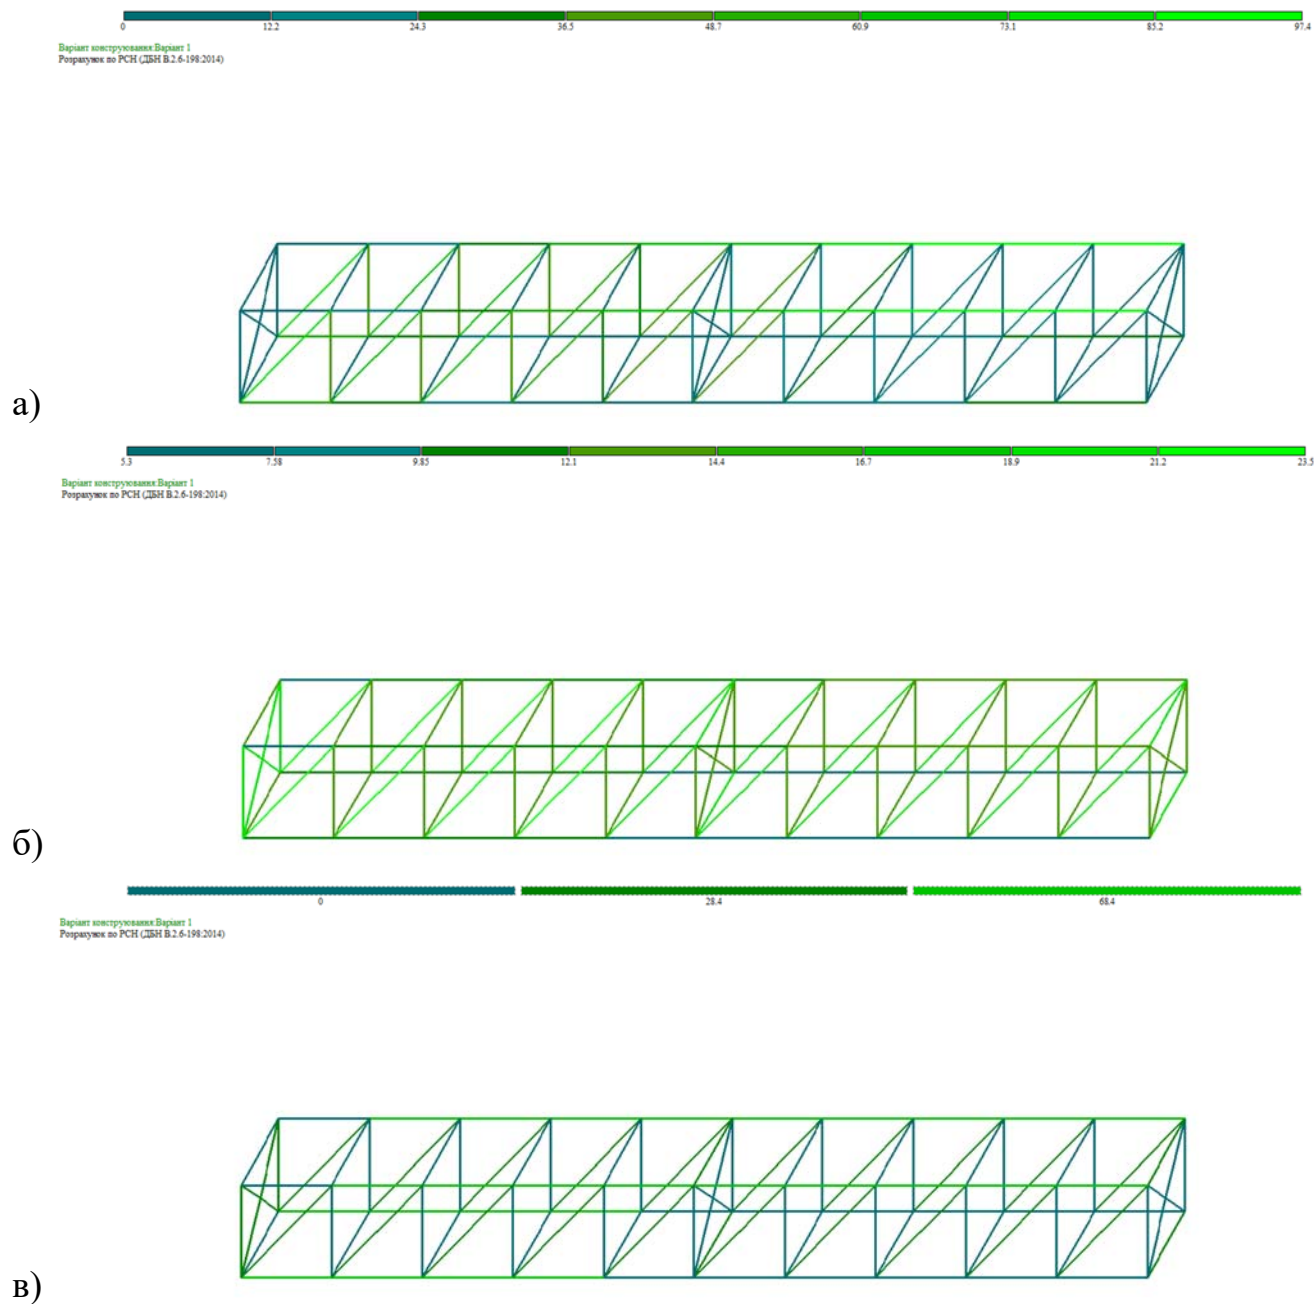 0 12.2 24.3 36.5 48.7 60.9 73.1 85.2 97.4
Варіант конструювання:Варіант 1
Розрахунок по РСН (ДБН В.2.6-198:2014)
а)
5.3 7.58 9.85 12.1 14.4 16.7 18.9 21.2 23.5
Варіант конструювання:Варіант 1
Розрахунок по РСН (ДБН В.2.6-198:2014)
б)
0 28.4 68.4
Варіант конструювання:Варіант 1
Розрахунок по РСН (ДБН В.2.6-198:2014)
в)